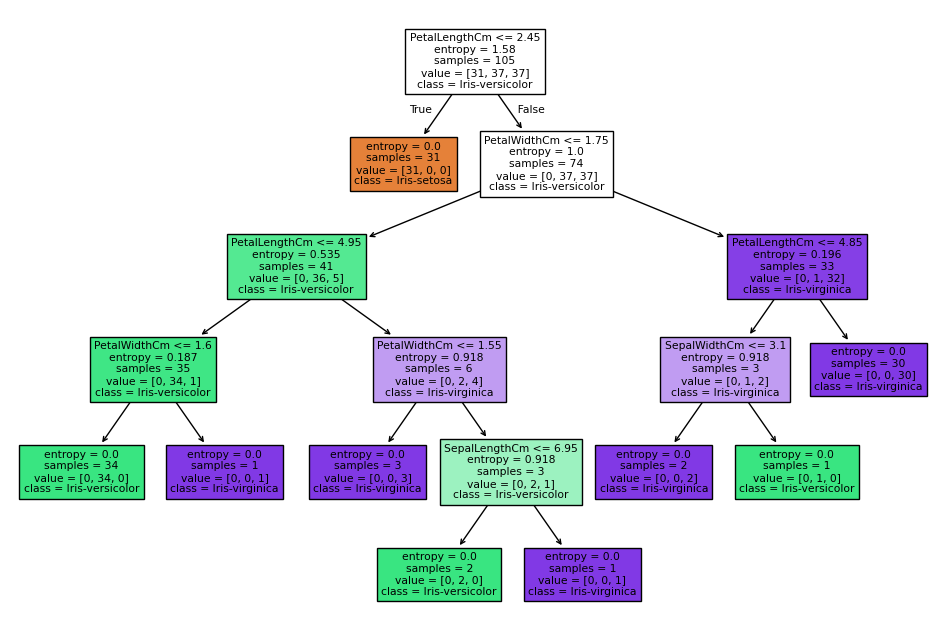 PetalLengthCm <= 2.45
entropy = 1.58
samples = 105
value = [31, 37, 37]
class = Iris-versicolor
True
False
entropy = 0.0
samples = 31
value = [31, 0, 0]
class = Iris-setosa
PetalWidthCm <= 1.75
entropy = 1.0
samples = 74
value = [0, 37, 37]
class = Iris-versicolor
PetalLengthCm <= 4.95
entropy = 0.535
samples = 41
value = [0, 36, 5]
class = Iris-versicolor
PetalLengthCm <= 4.85
entropy = 0.196
samples = 33
value = [0, 1, 32]
class = Iris-virginica
PetalWidthCm <= 1.6
entropy = 0.187
samples = 35
value = [0, 34, 1]
class = Iris-versicolor
PetalWidthCm <= 1.55
entropy = 0.918
samples = 6
value = [0, 2, 4]
class = Iris-virginica
SepalWidthCm <= 3.1
entropy = 0.918
samples = 3
value = [0, 1, 2]
class = Iris-virginica
entropy = 0.0
samples = 30
value = [0, 0, 30]
class = Iris-virginica
entropy = 0.0
samples = 34
value = [0, 34, 0]
class = Iris-versicolor
entropy = 0.0
samples = 1
value = [0, 0, 1]
class = Iris-virginica
entropy = 0.0
samples = 3
value = [0, 0, 3]
class = Iris-virginica
SepalLengthCm <= 6.95
entropy = 0.918
samples = 3
value = [0, 2, 1]
class = Iris-versicolor
entropy = 0.0
samples = 2
value = [0, 0, 2]
class = Iris-virginica
entropy = 0.0
samples = 1
value = [0, 1, 0]
class = Iris-versicolor
entropy = 0.0
samples = 2
value = [0, 2, 0]
class = Iris-versicolor
entropy = 0.0
samples = 1
value = [0, 0, 1]
class = Iris-virginica